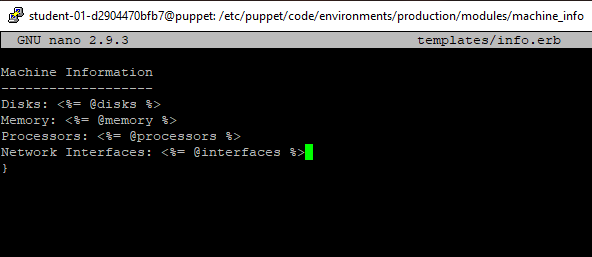 student-01-d2904470bfb7@puppet: /etc/puppet/code/environments/production/modules/machine_info
GNU nano 2.9.3 templates/info.erb
Machine Information
-------------------
Disks: <%= @disks %>
Memory: <%= @memory %>
Processors: <%= @processors %>
Network Interfaces: <%= @interfaces %>
}